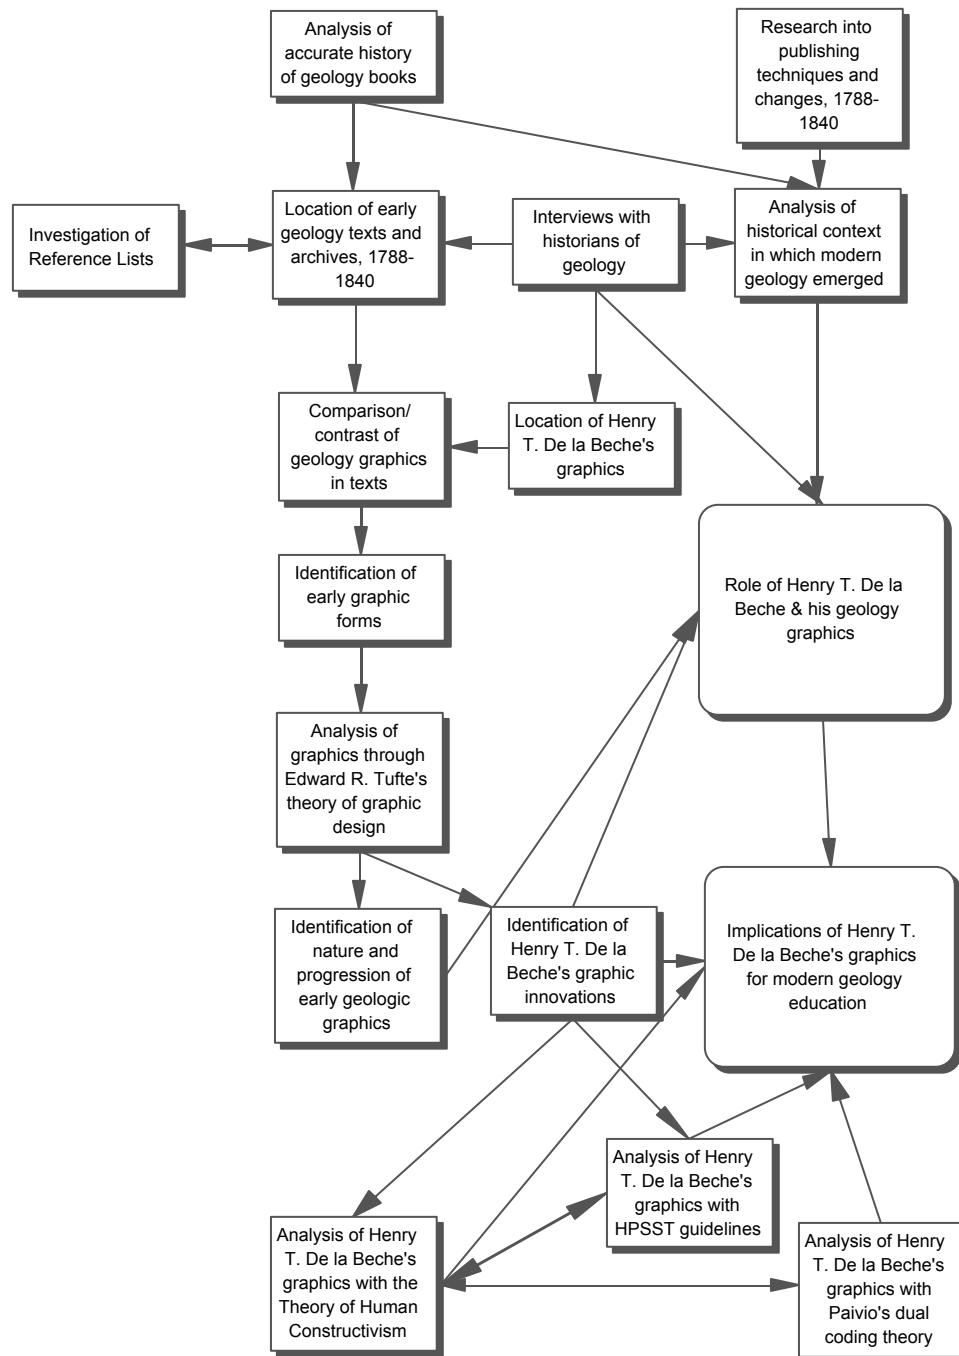 Analysis of
accurate history
of geology books
Research into
publishing
techniques and
changes, 1788-
1840
Investigation of
Reference Lists
Location of early
geology texts and
archives, 1788-
1840
Interviews with
historians of
geology
Analysis of
historical context
in which modern
geology emerged
Comparison/
contrast of
geology graphics
in texts
Location of Henry
T. De la Beche's
graphics
Identification of
early graphic
forms
Role of Henry T. De la
Beche & his geology
graphics
Analysis of
graphics through
Edward R. Tufte's
theory of graphic
design
Identification of
nature and
progression of
early geologic
graphics
Identification of
Henry T. De la
Beche's graphic
innovations
Implications of Henry T.
De la Beche's graphics
for modern geology
education
Analysis of Henry
T. De la Beche's
graphics with
HPSST guidelines
Analysis of Henry
T. De la Beche's
graphics with the
Theory of Human
Constructivism
Analysis of Henry
T. De la Beche's
graphics with
Paivio's dual
coding theory